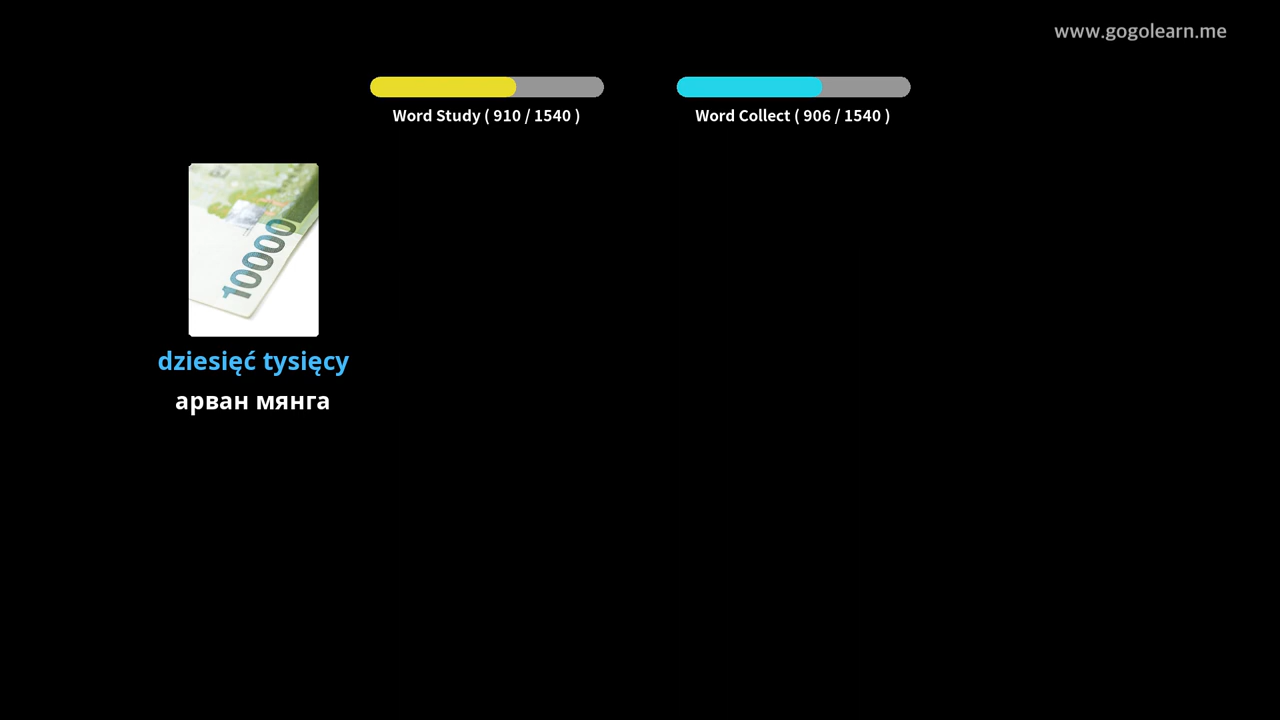 www.gogolearn.me
Word Study ( 910 / 1540 )
Word Collect ( 906 / 1540 )
10000
dziesięć tysięcy
арван мянга